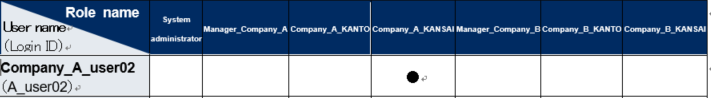 Role name
User name
(Login ID)
System administrator
Manager_Company_A
Company_A_KANTO
Company_A_KANSAI
Manager_Company_B
Company_B_KANTO
Company_B_KANSAI
Company_A_user02
(A_user02)
●